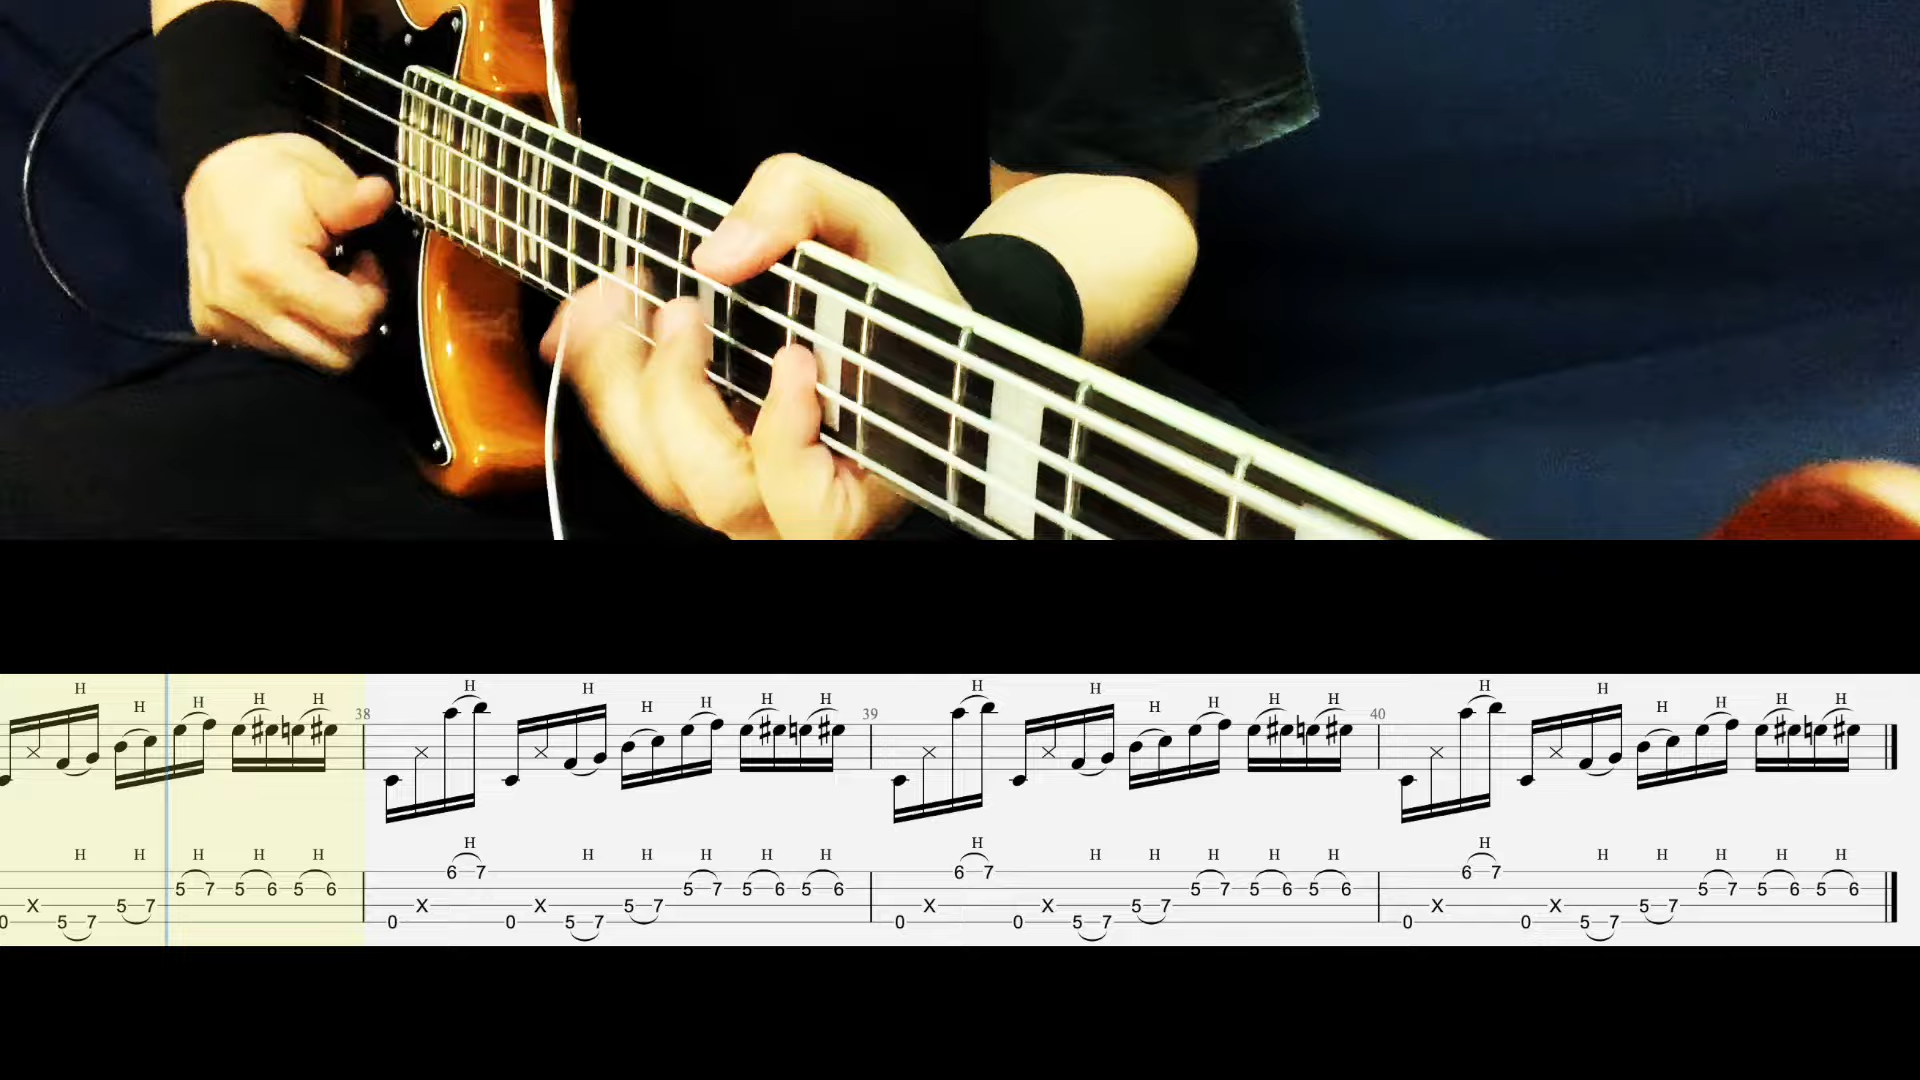 H H H H H H H H H H H H H H H H H H H H H H
38 39 40
H H H H H H H H H H H H H H H H H H H H H H
6 7 6 7 6 7
5 7 5 6 5 6 5 7 5 6 5 6 5 7 5 6 5 6 5 7 5 6 5 6
X 5 7 X X 5 7 X X 5 7 X X 5 7
0 5 7 0 0 5 7 0 0 5 7 0 0 5 7